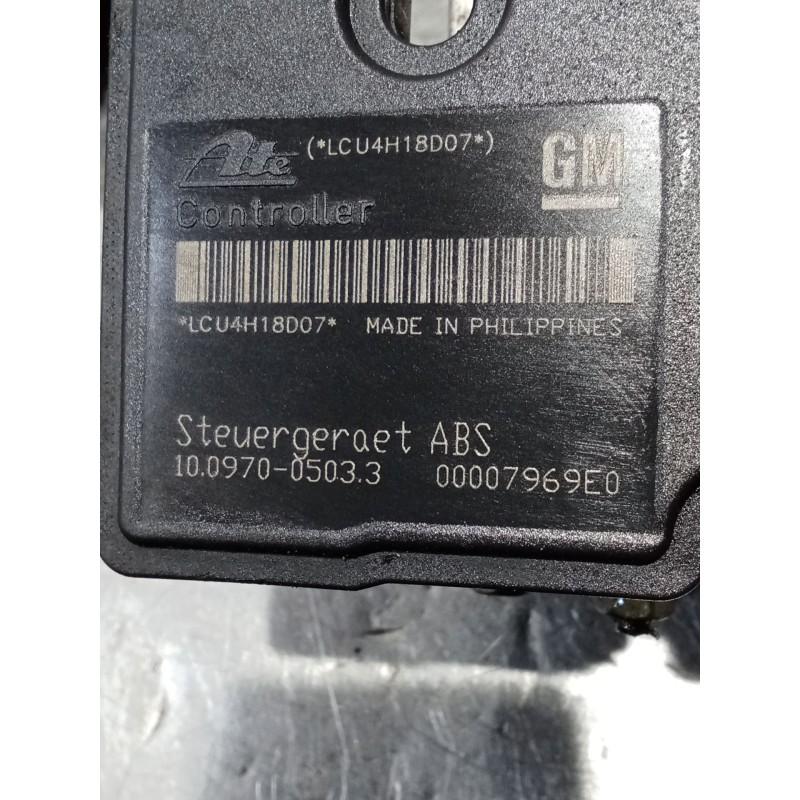 Ate (*LCU4H18D07*) GM
Controller
*LCU4H18D07* MADE IN PHILIPPINES
Steuergeraet ABS
10.0970-0503.3 00007969E0